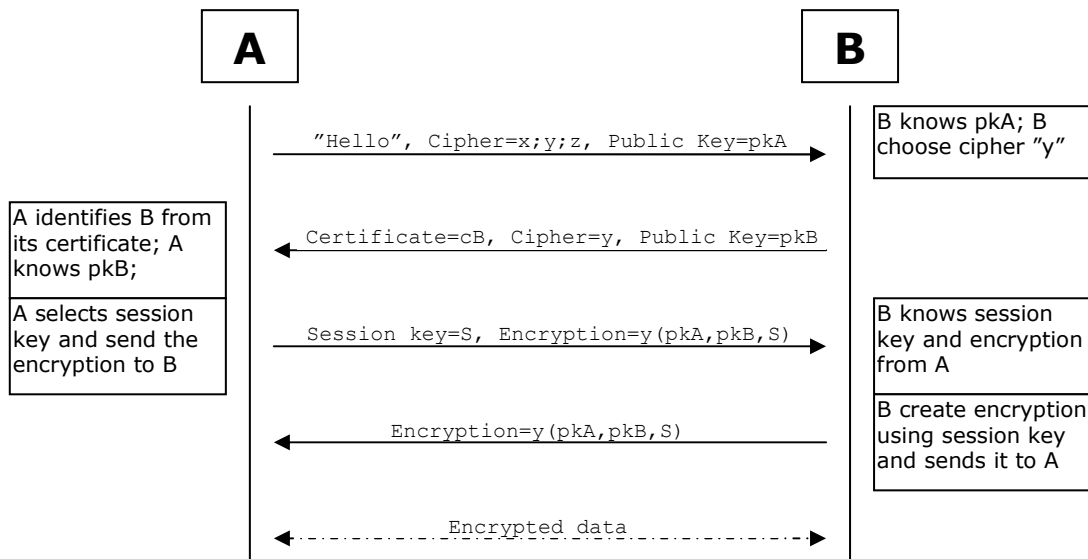 A
B
”Hello”, Cipher=x;y;z, Public Key=pkA
B knows pkA; B
choose cipher ”y”
A identifies B from
its certificate; A
knows pkB;
Certificate=cB, Cipher=y, Public Key=pkB
A selects session
key and send the
encryption to B
Session key=S, Encryption=y(pkA,pkB,S)
B knows session
key and encryption
from A
Encryption=y(pkA,pkB,S)
B create encryption
using session key
and sends it to A
Encrypted data